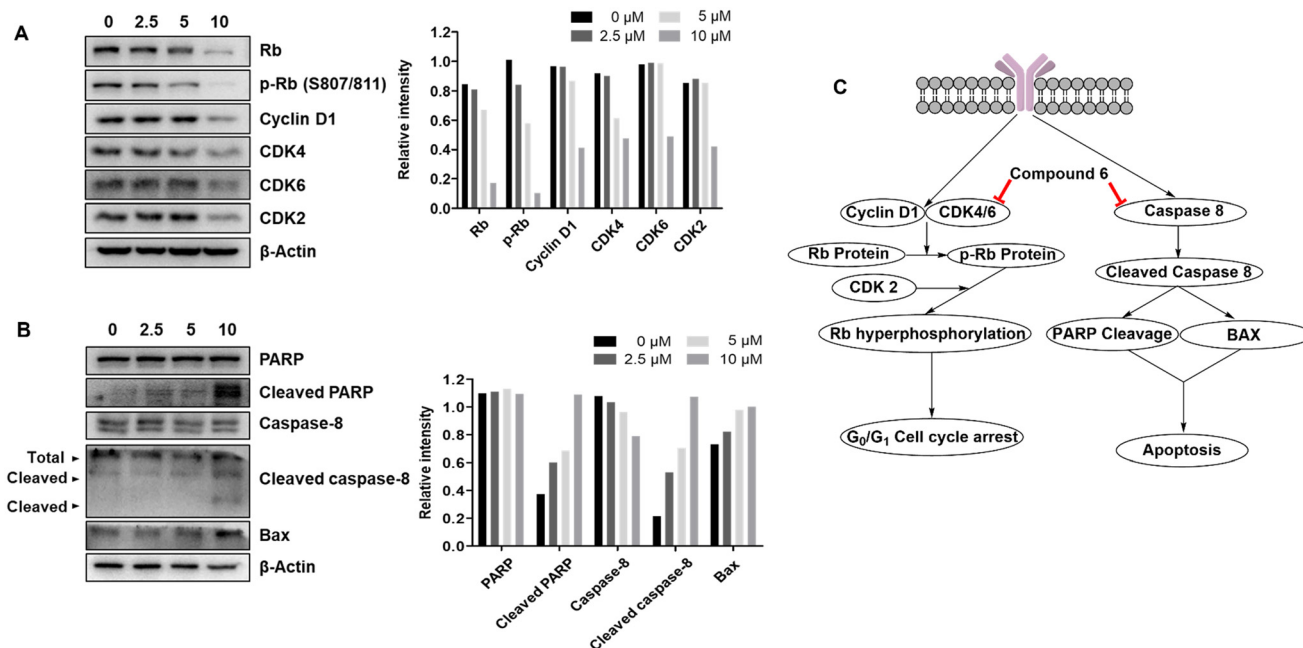 A
0 2.5 5 10
Rb
p-Rb (S807/811)
Cyclin D1
CDK4
CDK6
CDK2
β-Actin
0 µM 5 µM
2.5 µM 10 µM
Relative intensity
1.2
1.0
0.8
0.6
0.4
0.2
0.0
Rb p-Rb Cyclin D1 CDK4 CDK6 CDK2
B
0 2.5 5 10
PARP
Cleaved PARP
Caspase-8
Total
Cleaved
Cleaved
Cleaved caspase-8
Bax
β-Actin
0 µM 5 µM
2.5 µM 10 µM
Relative intensity
1.2
1.0
0.8
0.6
0.4
0.2
0.0
PARP Cleaved PARP Caspase-8 Cleaved caspase-8 Bax
C
Compound 6
Cyclin D1 CDK4/6 Caspase 8
Rb Protein p-Rb Protein Cleaved Caspase 8
CDK 2
Rb hyperphosphorylation PARP Cleavage BAX
G0/G1 Cell cycle arrest Apoptosis